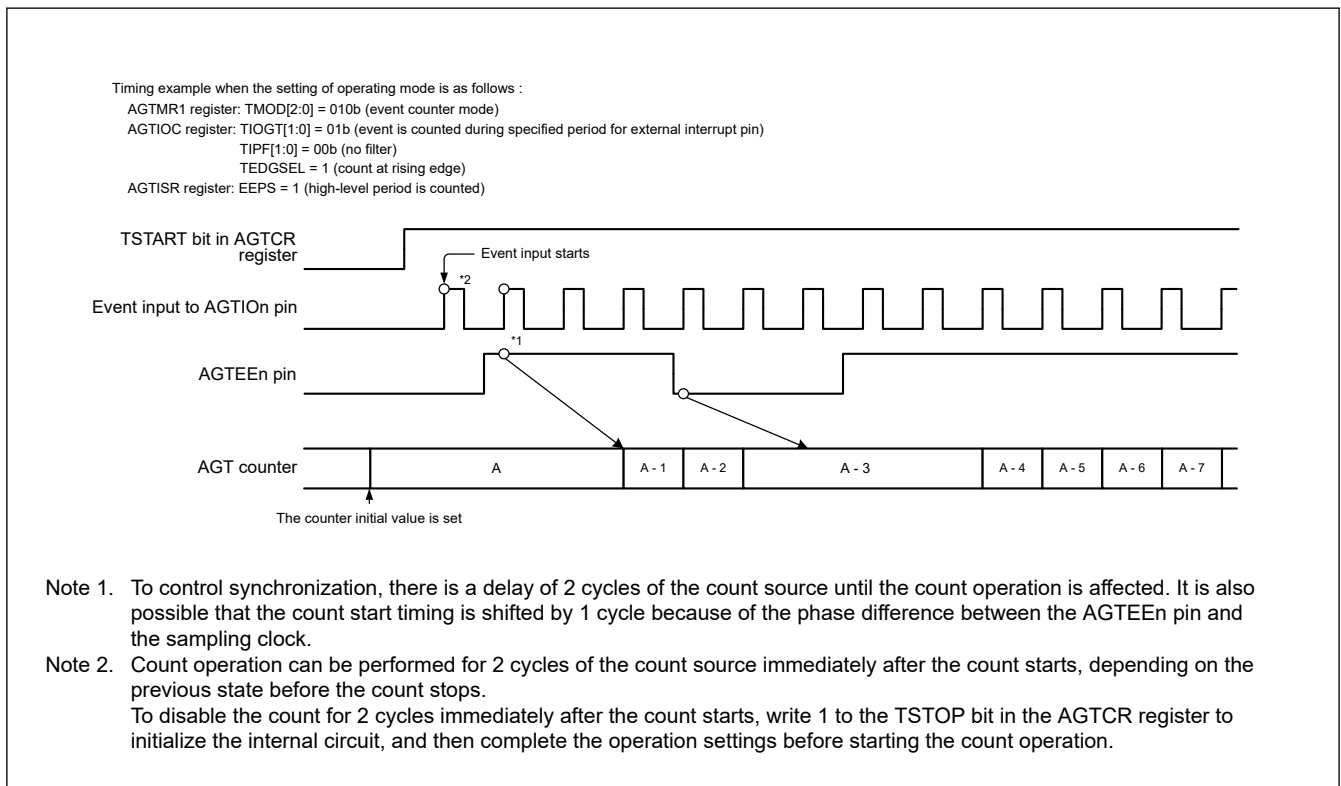 Timing example when the setting of operating mode is as follows :
AGTMR1 register: TMOD[2:0] = 010b (event counter mode)
AGTIOC register: TIOGT[1:0] = 01b (event is counted during specified period for external interrupt pin)
TIPF[1:0] = 00b (no filter)
TEDGSEL = 1 (count at rising edge)
AGTISR register: EEPS = 1 (high-level period is counted)
TSTART bit in AGTCR
register
Event input starts
*2
Event input to AGTIOn pin
*1
AGTEEn pin
AGT counter
A
A - 1
A - 2
A - 3
A - 4
A - 5
A - 6
A - 7
The counter initial value is set
Note 1. To control synchronization, there is a delay of 2 cycles of the count source until the count operation is affected. It is also
possible that the count start timing is shifted by 1 cycle because of the phase difference between the AGTEEn pin and
the sampling clock.
Note 2. Count operation can be performed for 2 cycles of the count source immediately after the count starts, depending on the
previous state before the count stops.
To disable the count for 2 cycles immediately after the count starts, write 1 to the TSTOP bit in the AGTCR register to
initialize the internal circuit, and then complete the operation settings before starting the count operation.